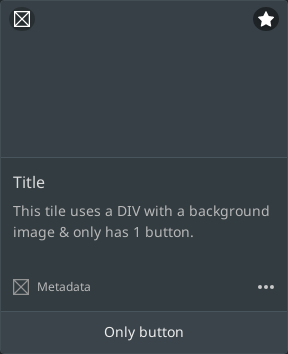 Title
This tile uses a DIV with a background
image & only has 1 button.
Metadata
Only button